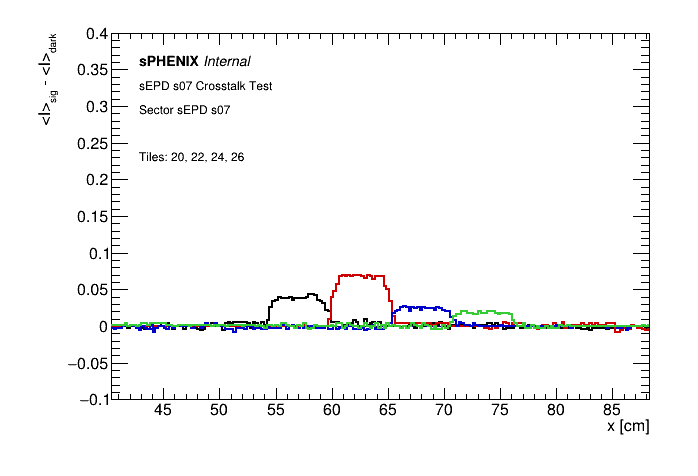 sPHENIX Internal
sEPD s07 Crosstalk Test
Sector sEPD s07
Tiles: 20, 22, 24, 26
<I>sig - <I>dark
0.4
0.35
0.3
0.25
0.2
0.15
0.1
0.05
0
−0.05
−0.1
45 50 55 60 65 70 75 80 85
x [cm]